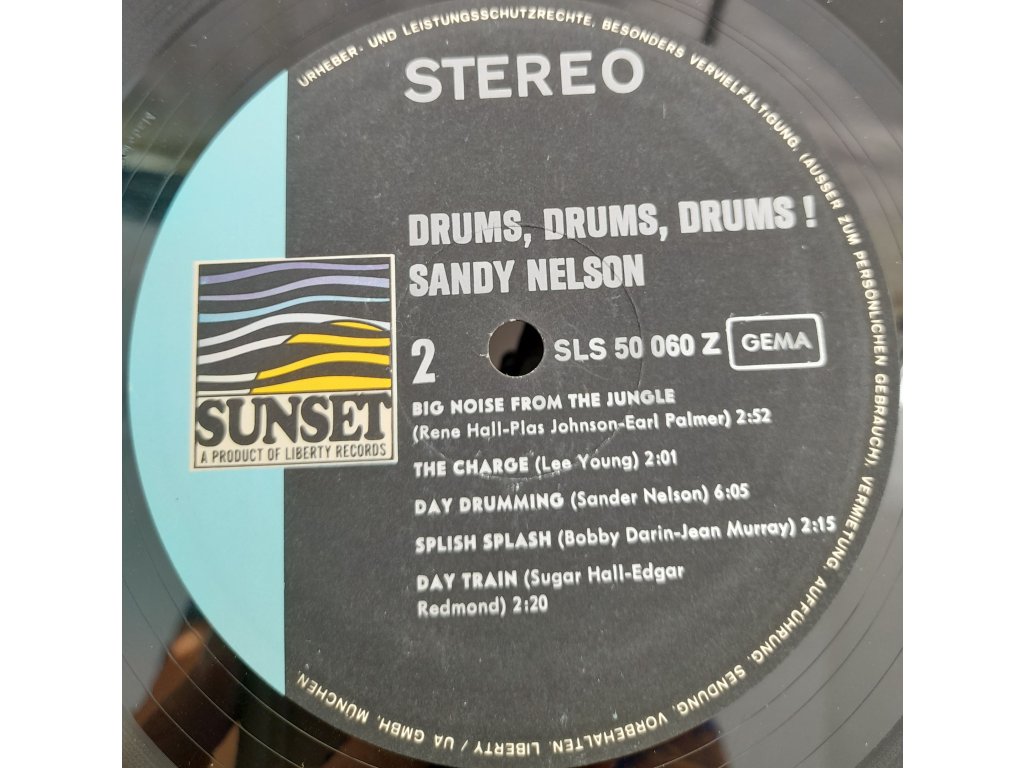 URHEBER- UND LEISTUNGSSCHUTZRECHTE, BESONDERS VERVIELFÄLTIGUNG, (AUSSER ZUM PERSÖNLICHEN GEBRAUCH), VERMIETUNG, AUFFÜHRUNG, SENDUNG, VORBEHALTEN. LIBERTY / UA GMBH, MÜNCHEN.
STEREO
DRUMS, DRUMS, DRUMS !
SANDY NELSON
2
SLS 50 060 Z
GEMA
SUNSET
A PRODUCT OF LIBERTY RECORDS
BIG NOISE FROM THE JUNGLE
(Rene Hall-Plas Johnson-Earl Palmer) 2:52
THE CHARGE (Lee Young) 2:01
DAY DRUMMING (Sander Nelson) 6:05
SPLISH SPLASH (Bobby Darin-Jean Murray) 2:15
DAY TRAIN (Sugar Hall-Edgar
Redmond) 2:20